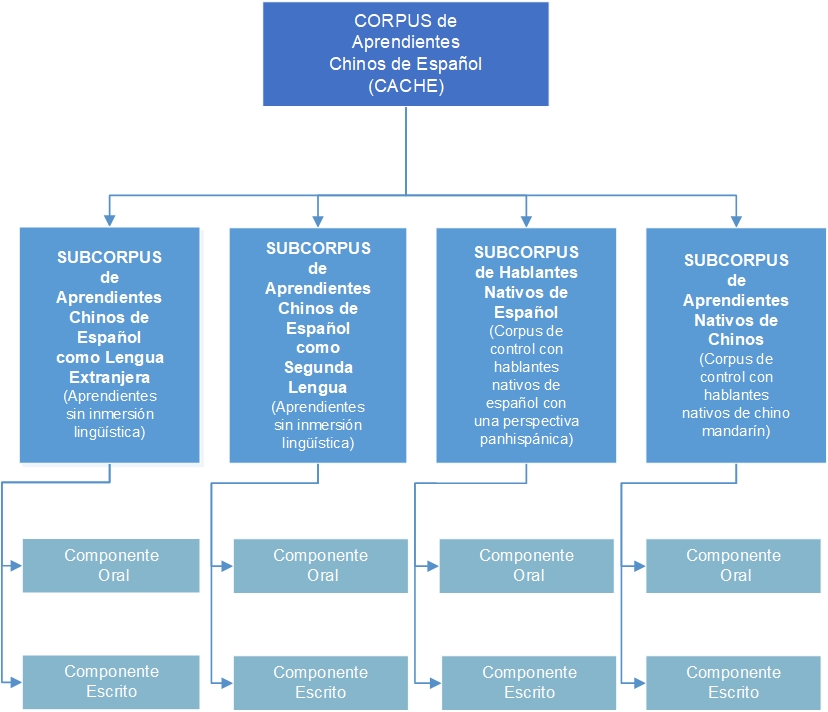 CORPUS de
Aprendientes
Chinos de Español
(CACHE)
SUBCORPUS
de
Aprendientes
Chinos de
Español
como Lengua
Extranjera
(Aprendientes
sin inmersión
lingüística)
SUBCORPUS
de
Aprendientes
Chinos de
Español
como
Segunda
Lengua
(Aprendientes
sin inmersión
lingüística)
SUBCORPUS
de Hablantes
Nativos de
Español
(Corpus de
control con
hablantes
nativos de
español con
una perspectiva
panhispánica)
SUBCORPUS
de
Aprendientes
Nativos de
Chinos
(Corpus de
control con
hablantes
nativos de chino
mandarín)
Componente
Oral
Componente
Oral
Componente
Oral
Componente
Oral
Componente
Escrito
Componente
Escrito
Componente
Escrito
Componente
Escrito